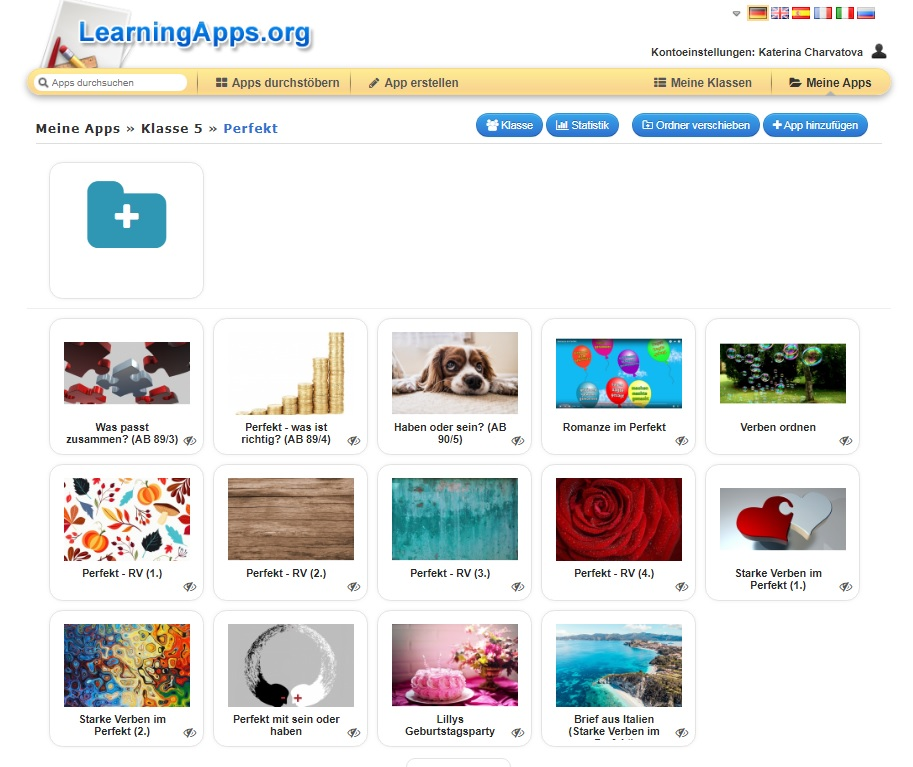 LearningApps.org
Kontoeinstellungen: Katerina Charvatova
Apps durchsuchen
Apps durchstöbern
App erstellen
Meine Klassen
Meine Apps
Meine Apps » Klasse 5 » Perfekt
Klasse
Statistik
Ordner verschieben
App hinzufügen
Was passt
zusammen? (AB 89/3)
Perfekt - was ist
richtig? (AB 89/4)
Haben oder sein? (AB
90/5)
Romanze im Perfekt
Verben ordnen
Perfekt - RV (1.)
Perfekt - RV (2.)
Perfekt - RV (3.)
Perfekt - RV (4.)
Starke Verben im
Perfekt (1.)
Starke Verben im
Perfekt (2.)
Perfekt mit sein oder
haben
Lillys
Geburtstagsparty
Brief aus Italien
(Starke Verben im